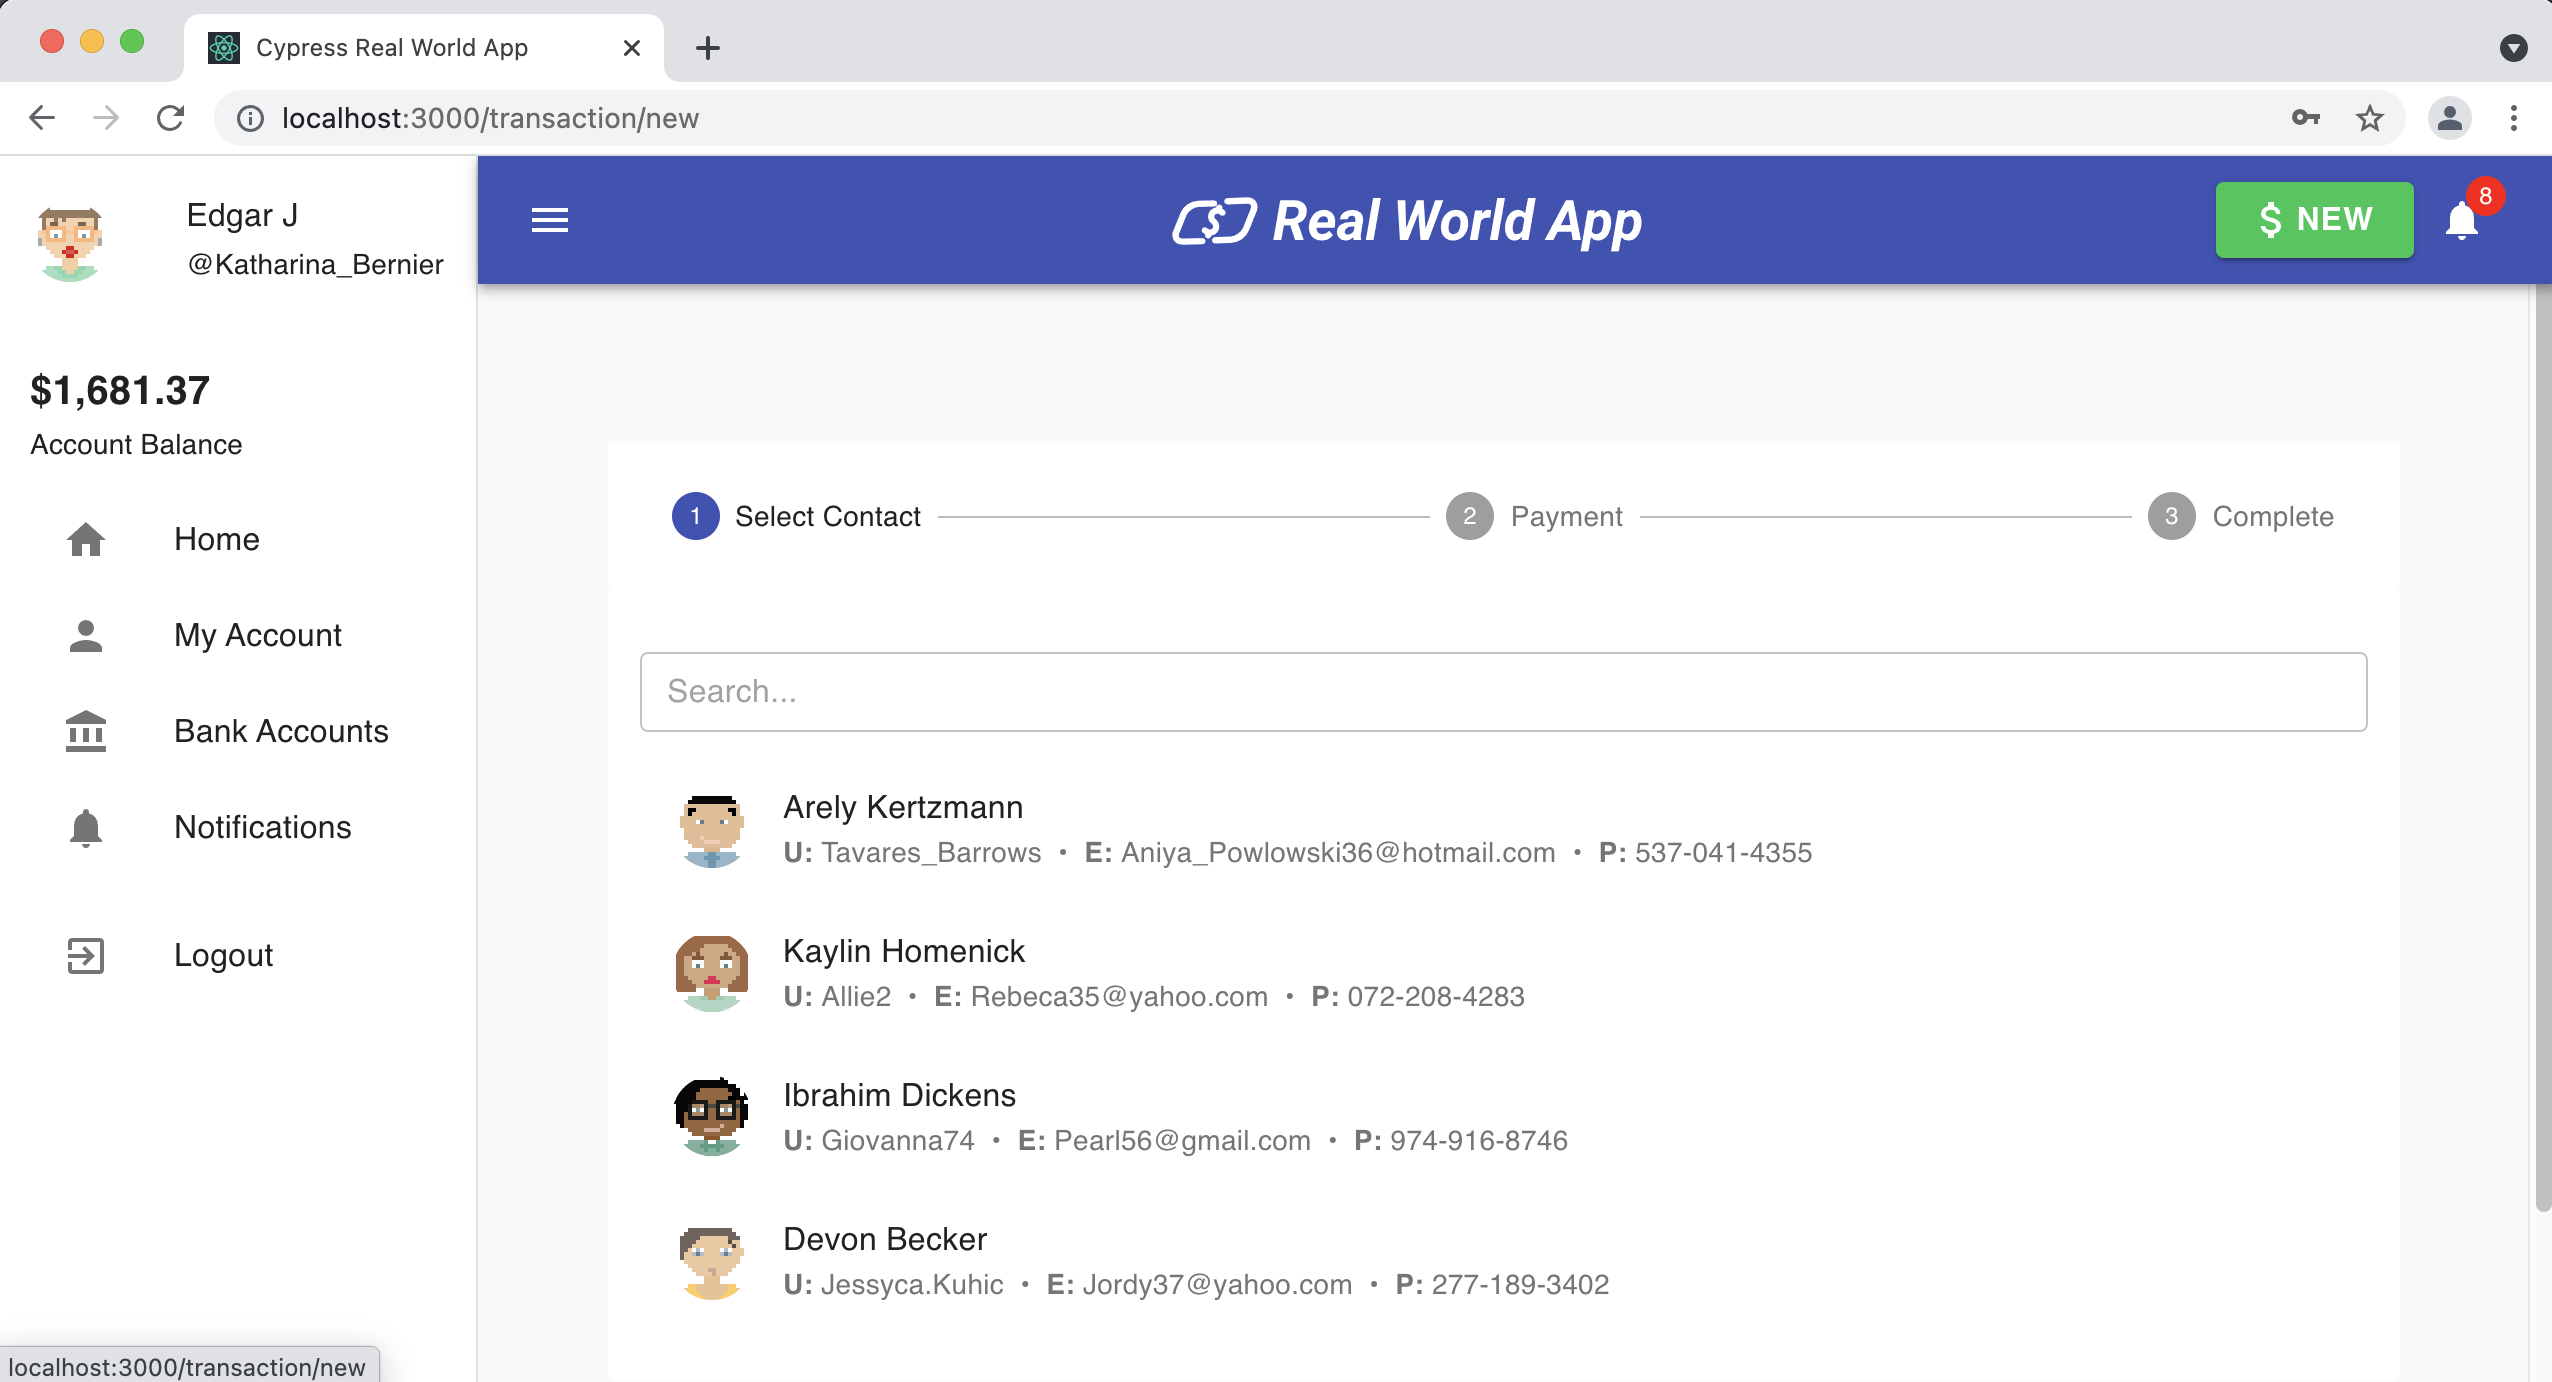 Cypress Real World App
localhost:3000/transaction/new
Edgar J
@Katharina_Bernier
$1,681.37
Account Balance
Home
My Account
Bank Accounts
Notifications
Logout
localhost:3000/transaction/new
$ Real World App
$ NEW
8
1 Select Contact
2 Payment
3 Complete
Search...
Arely Kertzmann
U: Tavares_Barrows • E: Aniya_Powlowski36@hotmail.com • P: 537-041-4355
Kaylin Homenick
U: Allie2 • E: Rebeca35@yahoo.com • P: 072-208-4283
Ibrahim Dickens
U: Giovanna74 • E: Pearl56@gmail.com • P: 974-916-8746
Devon Becker
U: Jessyca.Kuhic • E: Jordy37@yahoo.com • P: 277-189-3402